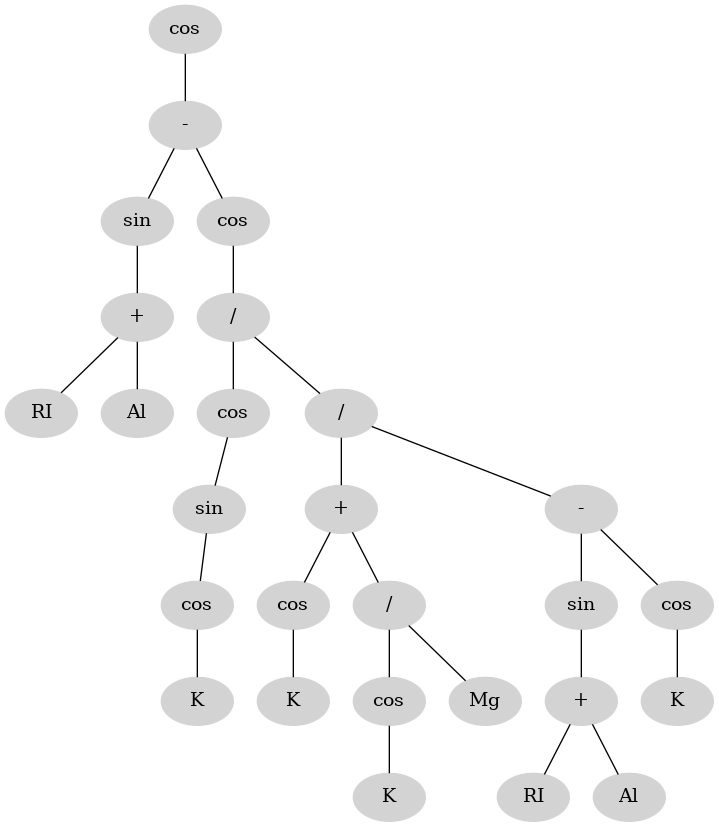 cos
-
sin cos
+ /
RI Al cos /
sin + -
cos cos / sin cos
K K cos Mg + K
K RI Al